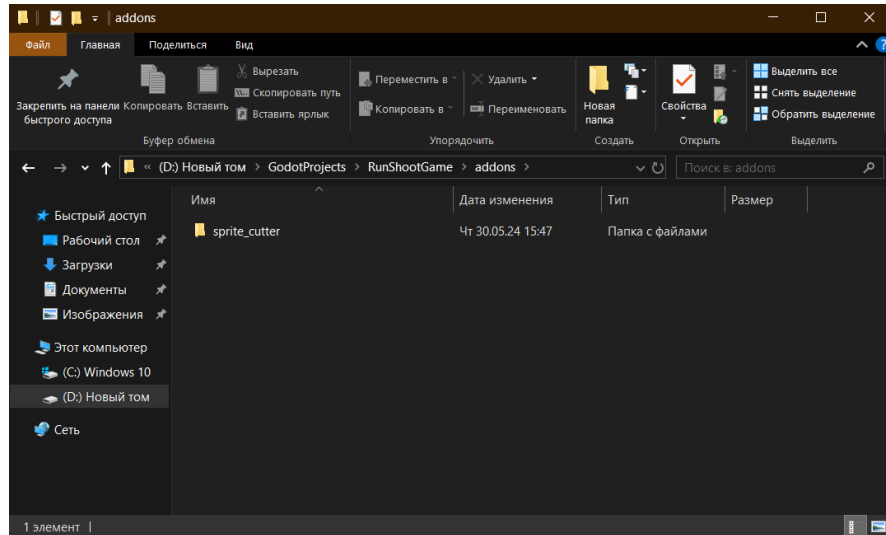 addons
Файл Главная Поделиться Вид
Закрепить на панели быстрого доступа
Копировать
Вставить
Вырезать
Скопировать путь
Вставить ярлык
Буфер обмена
Переместить в
Копировать в
Удалить
Переименовать
Упорядочить
Новая папка
Создать
Свойства
Открыть
Выделить все
Снять выделение
Обратить выделение
Выделить
« (D:) Новый том > GodotProjects > RunShootGame > addons >
Поиск в: addons
Имя Дата изменения Тип Размер
sprite_cutter Чт 30.05.24 15:47 Папка с файлами
Быстрый доступ
Рабочий стол
Загрузки
Документы
Изображения
Этот компьютер
(C:) Windows 10
(D:) Новый том
Сеть
1 элемент